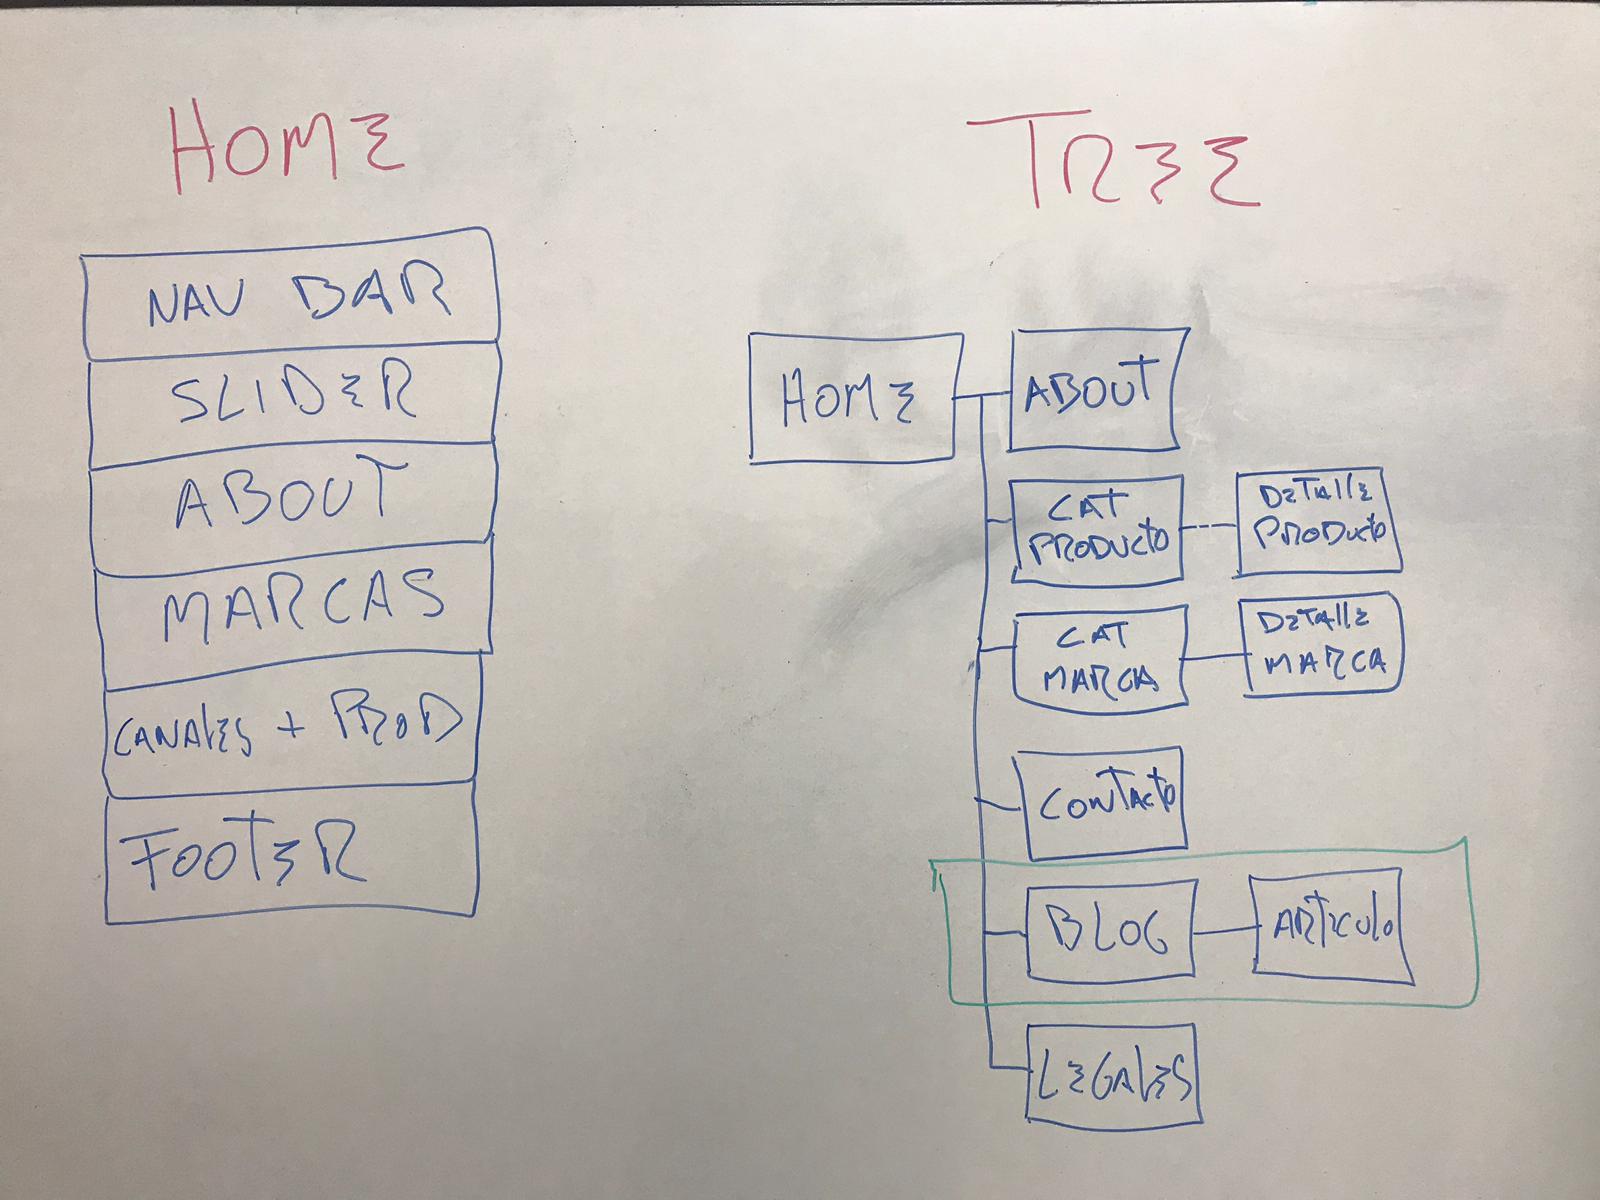 HOME
NAV BAR
SLIDER
ABOUT
MARCAS
CANALES + PROD
FOOTER
TREE
HOME
ABOUT
CAT
PRODUCTO
DETALLE
PRODUCTO
CAT
MARCA
DETALLE
MARCA
CONTACTO
BLOG
ARTICULO
LEGALES